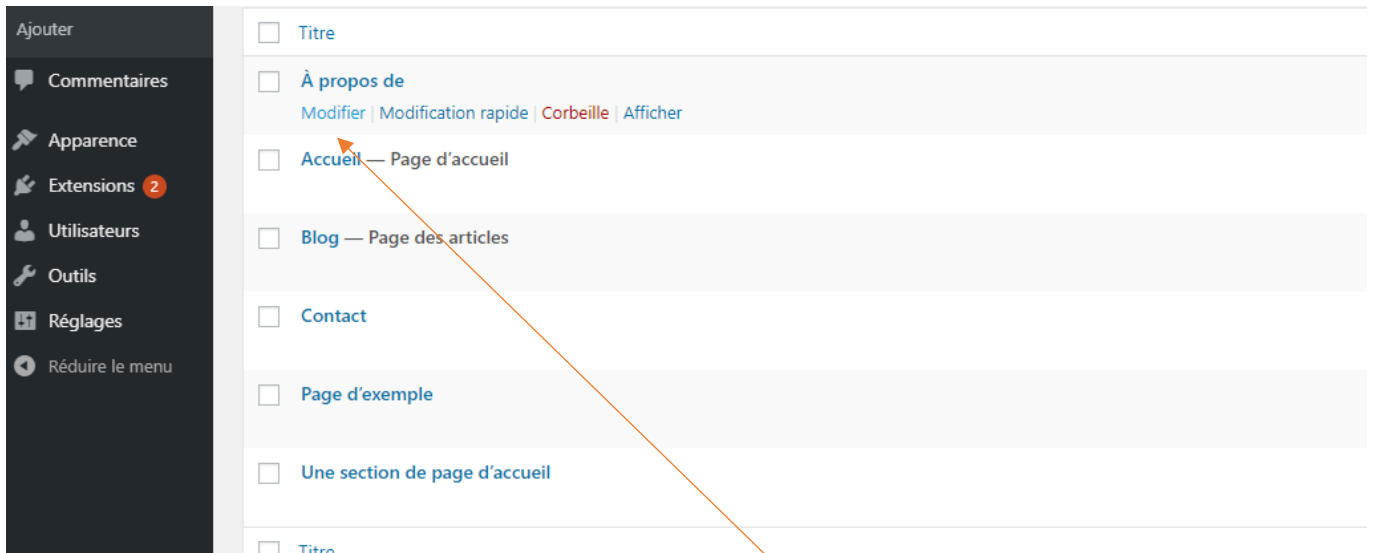 Ajouter
Commentaires
Apparence
Extensions 2
Utilisateurs
Outils
Réglages
Réduire le menu
Titre
À propos de
Modifier | Modification rapide | Corbeille | Afficher
Accueil — Page d’accueil
Blog — Page des articles
Contact
Page d’exemple
Une section de page d’accueil
Titre